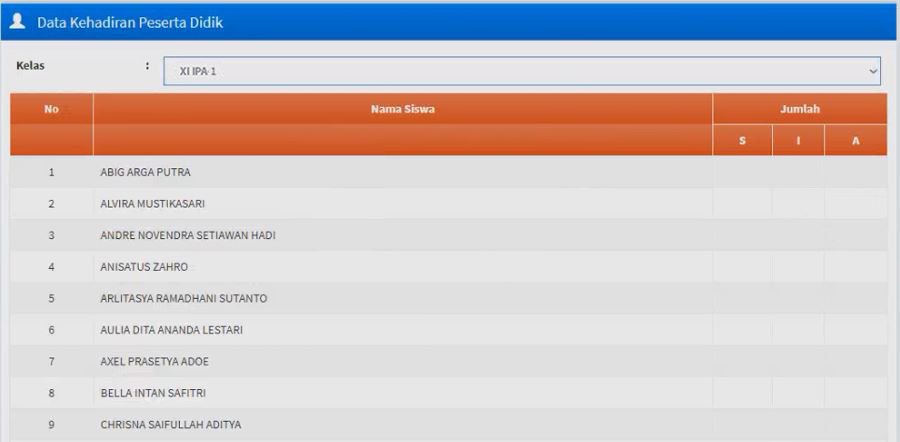 Data Kehadiran Peserta Didik
Kelas : XI IPA-1
No Nama Siswa Jumlah
S I A
1 ABIG ARGA PUTRA
2 ALVIRA MUSTIKASARI
3 ANDRE NOVENDRA SETIAWAN HADI
4 ANISATUS ZAHRO
5 ARLITASYA RAMADHANI SUTANTO
6 AULIA DITA ANANDA LESTARI
7 AXEL PRASETYA ADOE
8 BELLA INTAN SAFITRI
9 CHRISNA SAIFULLAH ADITYA